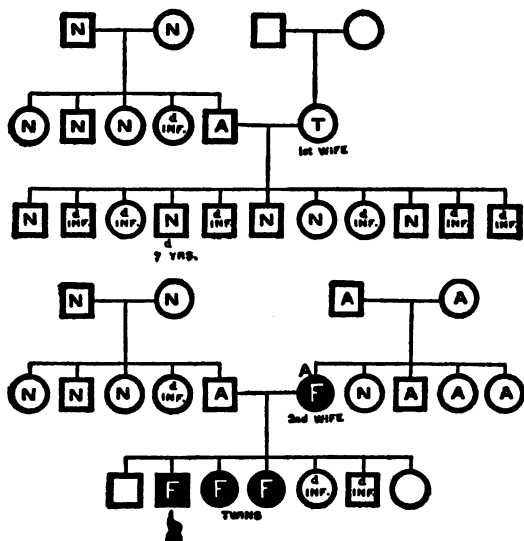 N N
N N N d INF. A T
1st WIFE
N d INF. d INF. N d INF. N N d INF. N d INF. d INF.
d
7 YRS.
N N A A
N N N d INF. A A F N A A A
2nd WIFE
F F F d INF. d INF.
TWINS